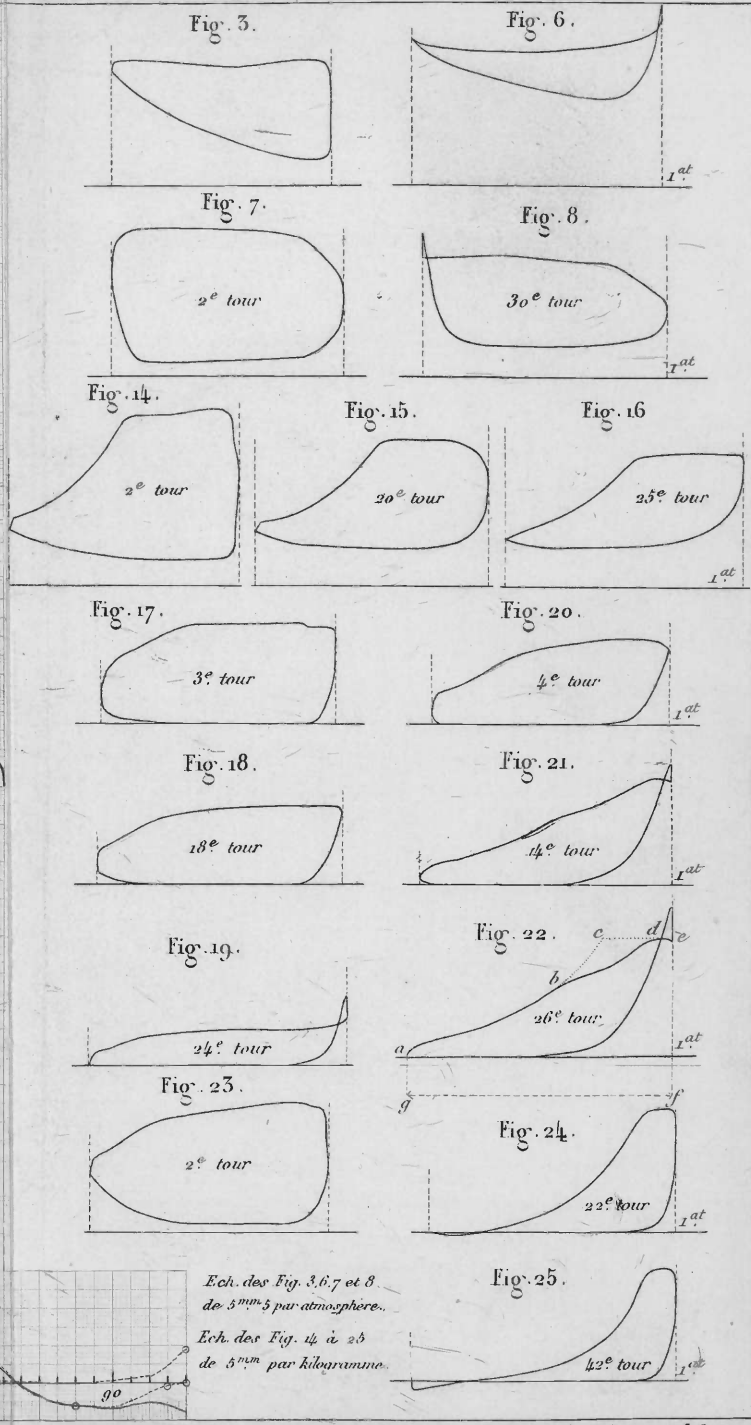 Fig. 3.
Fig. 6.
1at
Fig. 7.
Fig. 8.
2e tour
30e tour
1at
Fig. 14.
Fig. 15.
Fig. 16
2e tour
20e tour
25e tour
1at
Fig. 17.
Fig. 20.
3e tour
4e tour
1at
Fig. 18.
Fig. 21.
18e tour
14e tour
1at
Fig. 19.
Fig. 22.
c
d
e
b
24e tour
26e tour
a
1at
g
f
Fig. 23.
Fig. 24.
2e tour
22e tour
1at
Fig. 25.
Ech. des Fig. 3,6,7 et 8
de 5mm5 par atmosphère.
Ech. des Fig. 14 à 25
de 5mm par kilogramme
42e tour
1at
90